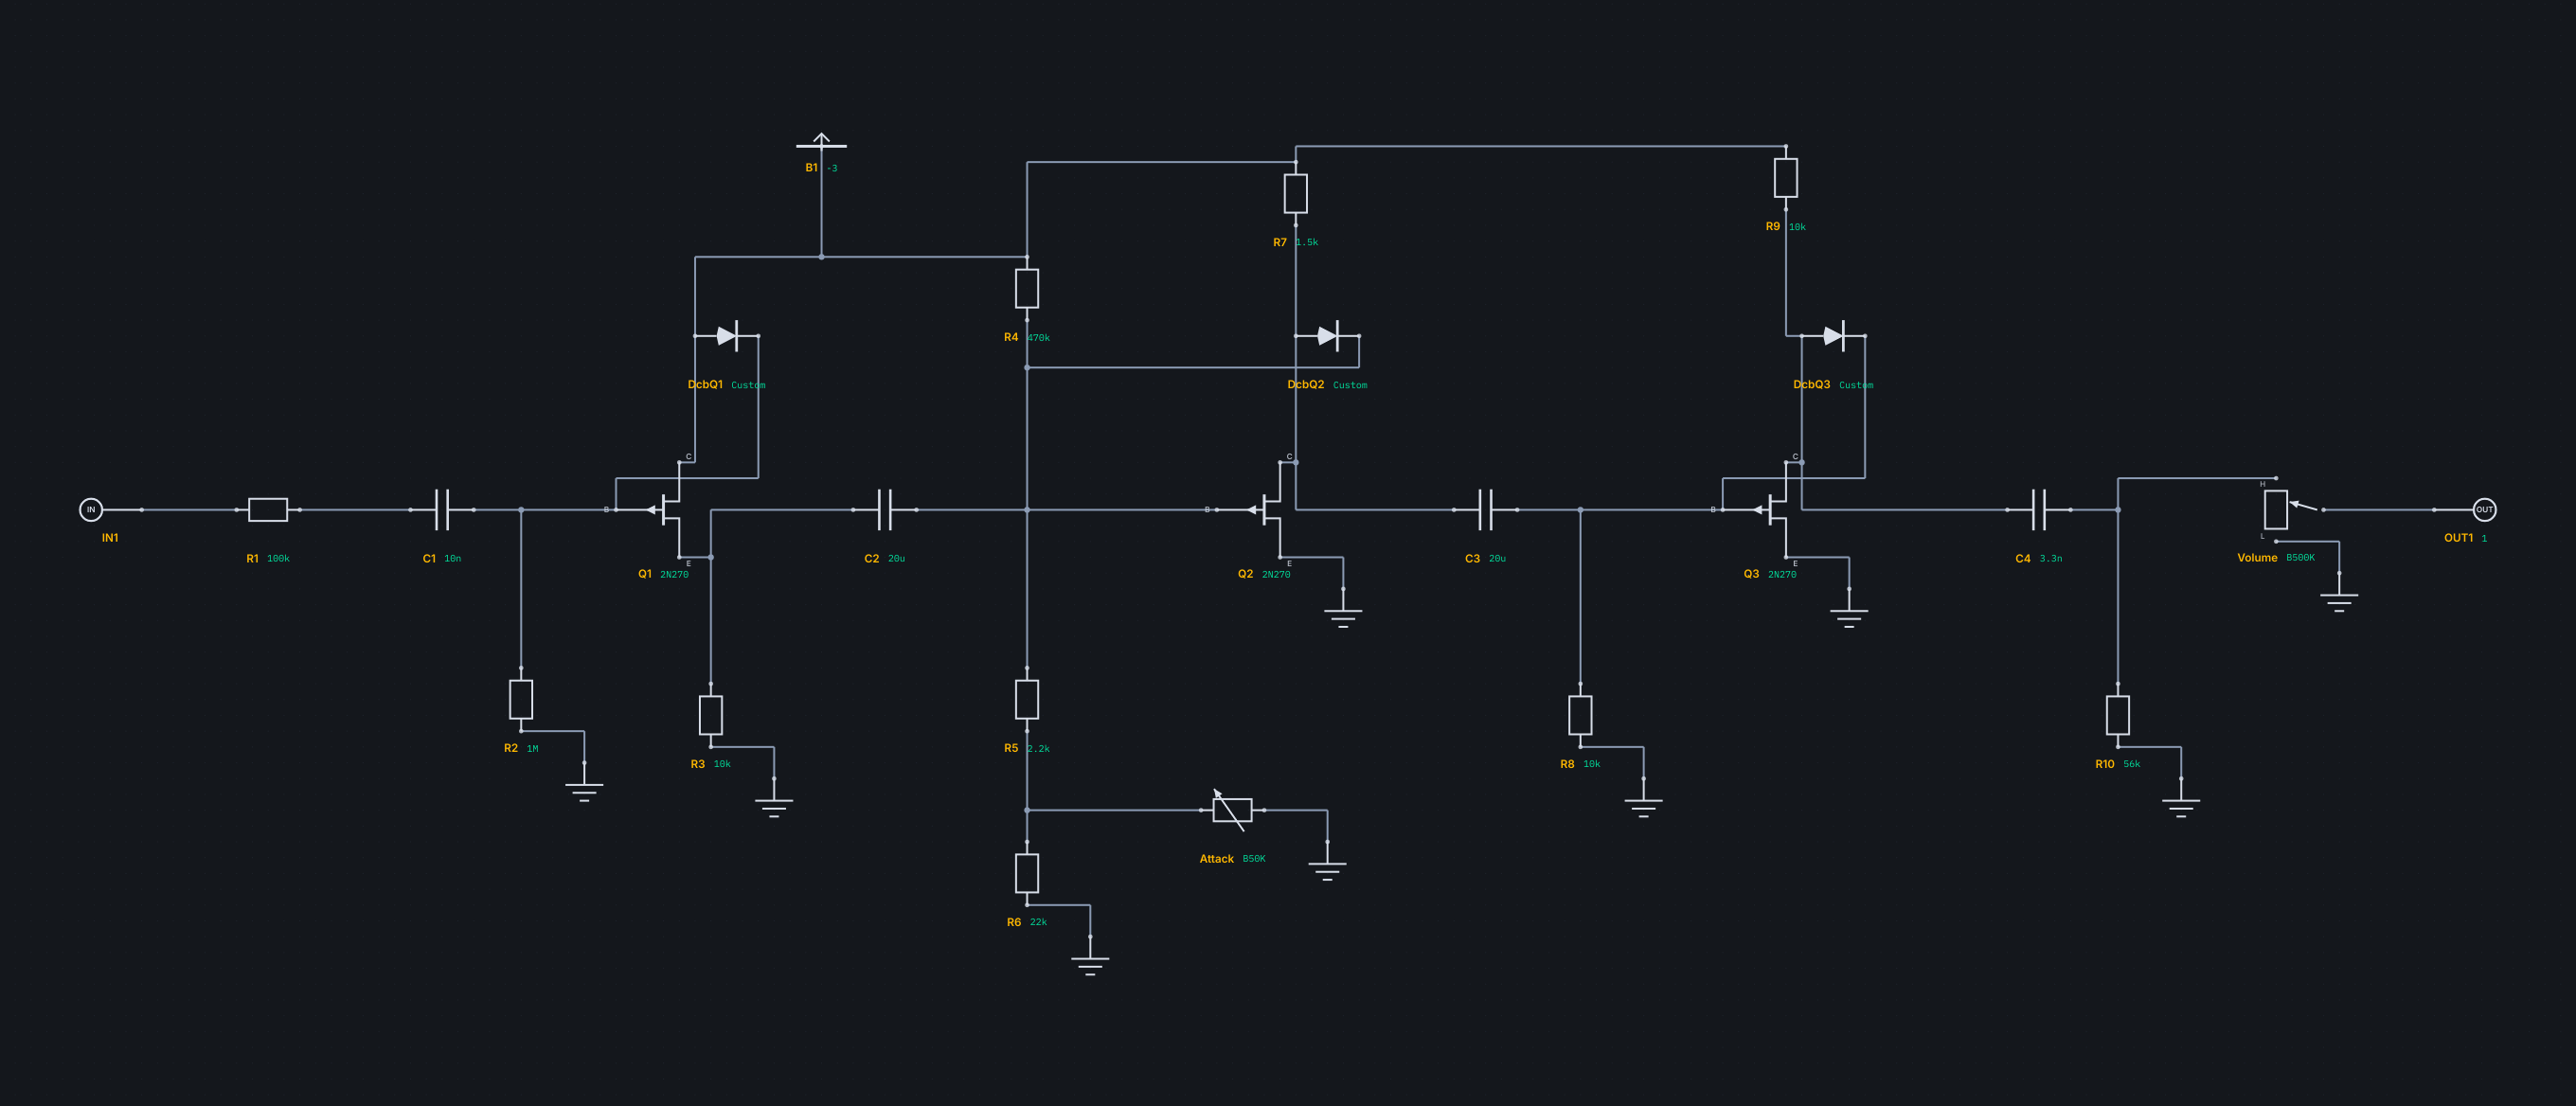 B1 -3
R7 1.5k
R9 10k
R4 470k
DcbQ1 Custom
DcbQ2 Custom
DcbQ3 Custom
C
C
C
H
IN
B
B
B
OUT
IN1
R1 100k
C1 10n
Q1 2N270
E
C2 20u
Q2 2N270
E
C3 20u
Q3 2N270
E
C4 3.3n
L
Volume B500K
OUT1 1
R2 1M
R3 10k
R5 2.2k
R8 10k
R10 56k
Attack B50K
R6 22k